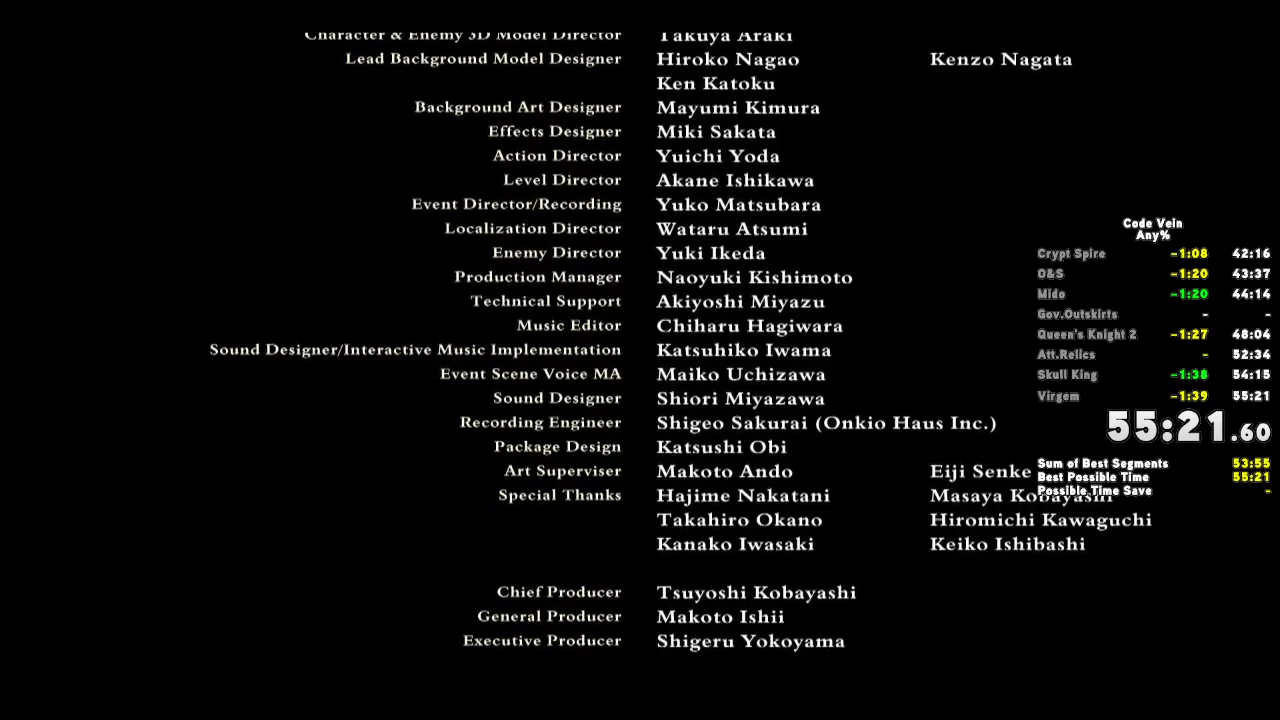 Character & Enemy 3D Model Director Takuya Araki
Lead Background Model Designer Hiroko Nagao Kenzo Nagata
Ken Katoku
Background Art Designer Mayumi Kimura
Effects Designer Miki Sakata
Action Director Yuichi Yoda
Level Director Akane Ishikawa
Event Director/Recording Yuko Matsubara
Localization Director Wataru Atsumi
Enemy Director Yuki Ikeda
Production Manager Naoyuki Kishimoto
Technical Support Akiyoshi Miyazu
Music Editor Chiharu Hagiwara
Sound Designer/Interactive Music Implementation Katsuhiko Iwama
Event Scene Voice MA Maiko Uchizawa
Sound Designer Shiori Miyazawa
Recording Engineer Shigeo Sakurai (Onkio Haus Inc.)
Package Design Katsushi Obi
Art Superviser Makoto Ando Eiji Senke
Special Thanks Hajime Nakatani Masaya Kobayashi
Takahiro Okano Hiromichi Kawaguchi
Kanako Iwasaki Keiko Ishibashi
Chief Producer Tsuyoshi Kobayashi
General Producer Makoto Ishii
Executive Producer Shigeru Yokoyama
Code Vein
Any%
Crypt Spire -1:08 42:16
O&S -1:20 43:37
Mido -1:20 44:14
Gov.Outskirts - -
Queen's Knight 2 -1:27 48:04
Att.Relics - 52:34
Skull King -1:38 54:15
Virgem -1:39 55:21
55:21.60
Sum of Best Segments 53:55
Best Possible Time 55:21
Possible Time Save -